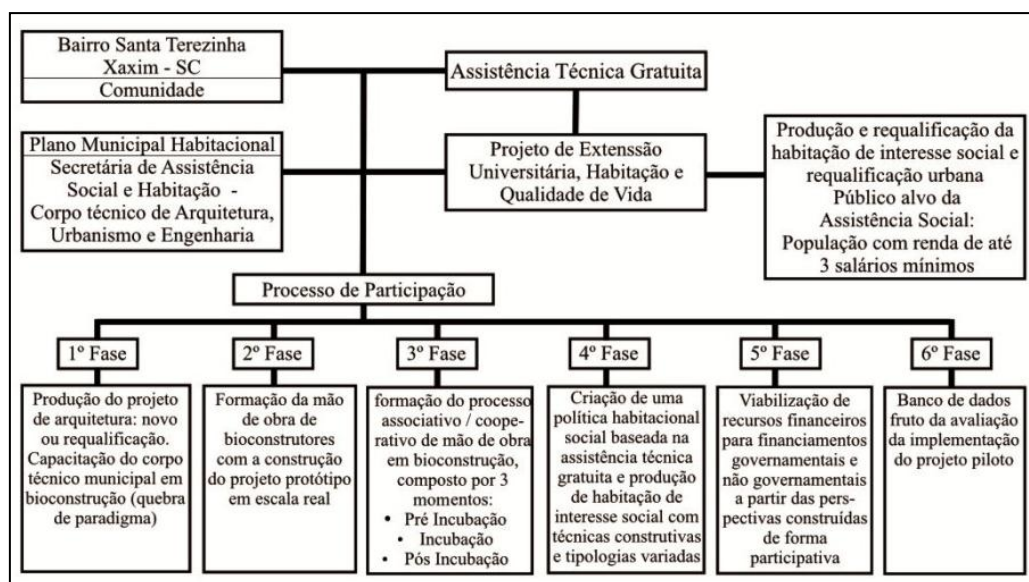 Bairro Santa Terezinha
Xaxim - SC
Comunidade
Assistência Técnica Gratuita
Plano Municipal Habitacional
Secretária de Assistência
Social e Habitação -
Corpo técnico de Arquitetura,
Urbanismo e Engenharia
Projeto de Extenssão
Universitária, Habitação e
Qualidade de Vida
Produção e requalificação da
habitação de interesse social e
requalificação urbana
Público alvo da
Assistência Social:
População com renda de até
3 salários mínimos
Processo de Participação
1º Fase
Produção do projeto
de arquitetura: novo
ou requalificação.
Capacitação do corpo
técnico municipal em
bioconstrução (quebra
de paradigma)
2º Fase
Formação da mão
de obra de
bioconstrutores
com a construção
do projeto protótipo
em escala real
3º Fase
formação do processo
associativo / coope-
rativo de mão de obra
em bioconstrução,
composto por 3
momentos:
• Pré Incubação
• Incubação
• Pós Incubação
4º Fase
Criação de uma
política habitacional
social baseada na
assistência técnica
gratuita e produção
de habitação de
interesse social com
técnicas construtivas
e tipologias variadas
5º Fase
Viabilização de
recursos financeiros
para financiamentos
governamentais e
não governamentais
a partir das pers-
pectivas construídas
de forma
participativa
6º Fase
Banco de dados
fruto da avaliação
da implementação
do projeto piloto